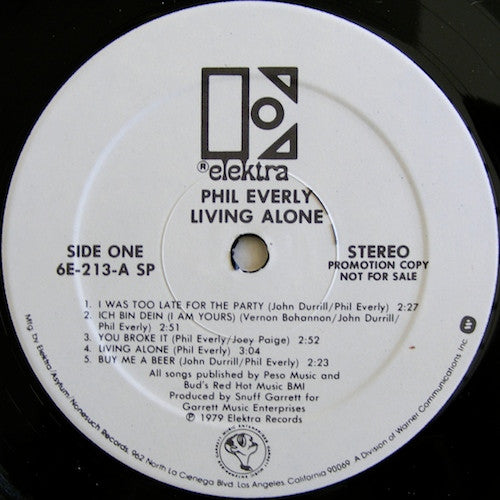 ® elektra
PHIL EVERLY
LIVING ALONE
SIDE ONE
6E-213-A SP
STEREO
PROMOTION COPY
NOT FOR SALE
1. I WAS TOO LATE FOR THE PARTY (John Durrill/Phil Everly) 2:27
2. ICH BIN DEIN (I AM YOURS) (Vernon Bohannon/John Durrill/
Phil Everly) 2:51
3. YOU BROKE IT (Phil Everly/Joey Paige) 2:52
4. LIVING ALONE (Phil Everly) 3:04
5. BUY ME A BEER (John Durrill/Phil Everly) 2:23
All songs published by Peso Music and
Bud's Red Hot Music BMI
Produced by Snuff Garrett for
Garrett Music Enterprises
℗ 1979 Elektra Records
GARRETT MUSIC ENTERPRISES
Mfg. by Elektra/Asylum/Nonesuch Records, 962 North La Cienega Blvd. Los Angeles, California 90069. A Division of Warner Communications Inc.